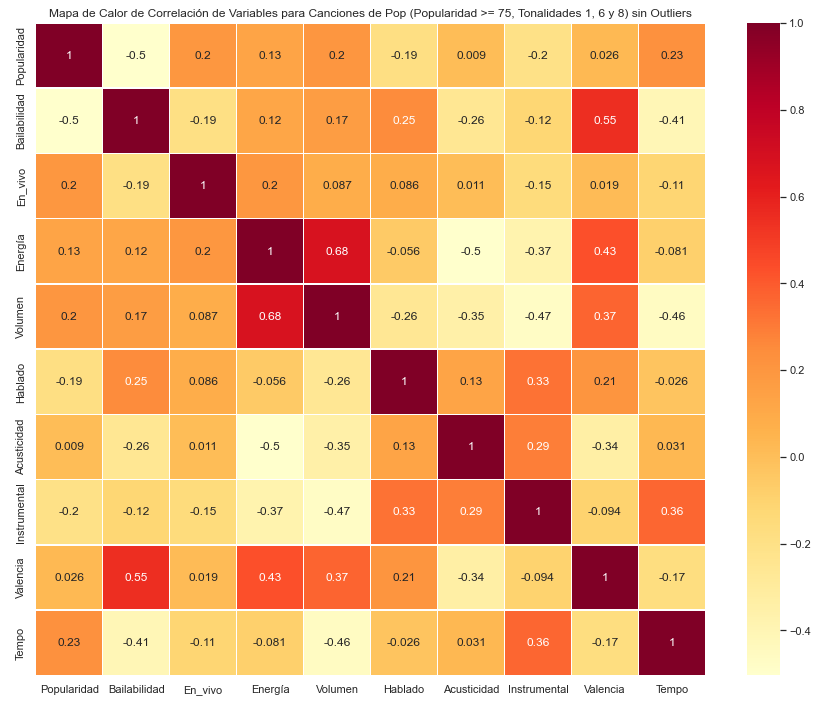 Mapa de Calor de Correlación de Variables para Canciones de Pop (Popularidad >= 75, Tonalidades 1, 6 y 8) sin Outliers
Popularidad 1 -0.5 0.2 0.13 0.2 -0.19 0.009 -0.2 0.026 0.23
Bailabilidad -0.5 1 -0.19 0.12 0.17 0.25 -0.26 -0.12 0.55 -0.41
En_vivo 0.2 -0.19 1 0.2 0.087 0.086 0.011 -0.15 0.019 -0.11
Energía 0.13 0.12 0.2 1 0.68 -0.056 -0.5 -0.37 0.43 -0.081
Volumen 0.2 0.17 0.087 0.68 1 -0.26 -0.35 -0.47 0.37 -0.46
Hablado -0.19 0.25 0.086 -0.056 -0.26 1 0.13 0.33 0.21 -0.026
Acusticidad 0.009 -0.26 0.011 -0.5 -0.35 0.13 1 0.29 -0.34 0.031
Instrumental -0.2 -0.12 -0.15 -0.37 -0.47 0.33 0.29 1 -0.094 0.36
Valencia 0.026 0.55 0.019 0.43 0.37 0.21 -0.34 -0.094 1 -0.17
Tempo 0.23 -0.41 -0.11 -0.081 -0.46 -0.026 0.031 0.36 -0.17 1
Popularidad Bailabilidad En_vivo Energía Volumen Hablado Acusticidad Instrumental Valencia Tempo
1.0
0.8
0.6
0.4
0.2
0.0
−0.2
−0.4